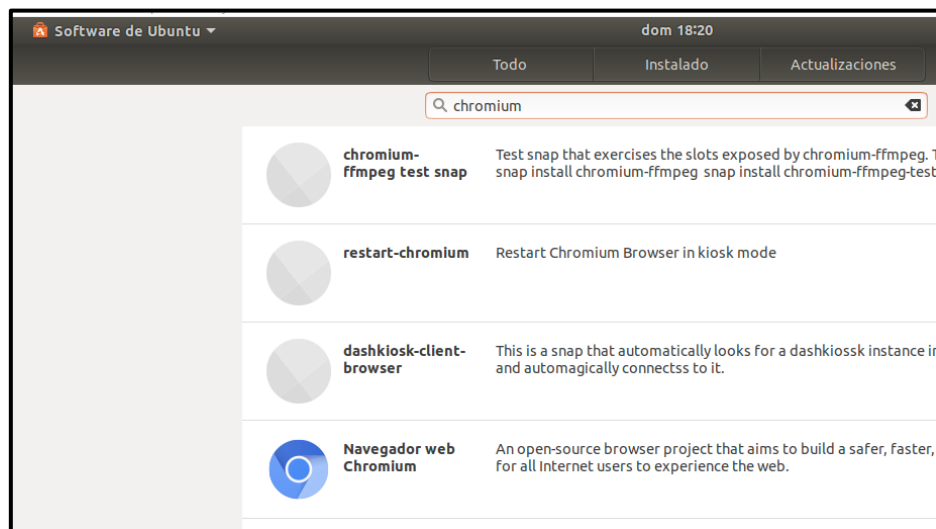 Software de Ubuntu
dom 18:20
Todo
Instalado
Actualizaciones
chromium
chromium-
ffmpeg test snap
Test snap that exercises the slots exposed by chromium-ffmpeg.
snap install chromium-ffmpeg snap install chromium-ffmpeg-test
restart-chromium
Restart Chromium Browser in kiosk mode
dashkiosk-client-
browser
This is a snap that automatically looks for a dashkiossk instance
and automagically connectss to it.
Navegador web
Chromium
An open-source browser project that aims to build a safer, faster,
for all Internet users to experience the web.